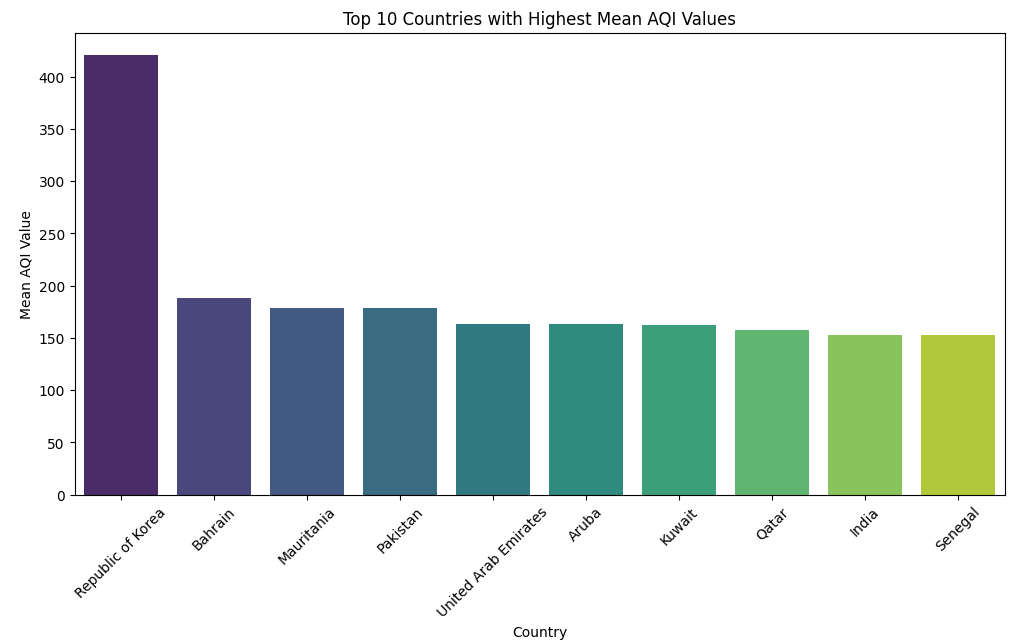 Top 10 Countries with Highest Mean AQI Values
Mean AQI Value
400
350
300
250
200
150
100
50
0
Republic of Korea
Bahrain
Mauritania
Pakistan
United Arab Emirates
Aruba
Kuwait
Qatar
India
Senegal
Country